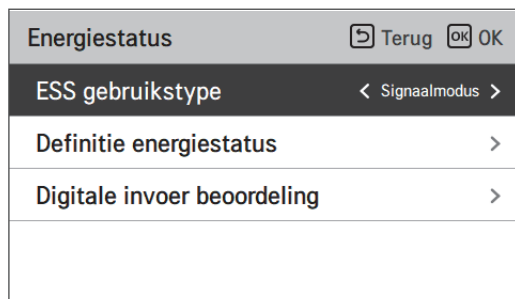 Energiestatus Terug OK OK
ESS gebruikstype < Signaalmodus >
Definitie energiestatus >
Digitale invoer beoordeling >